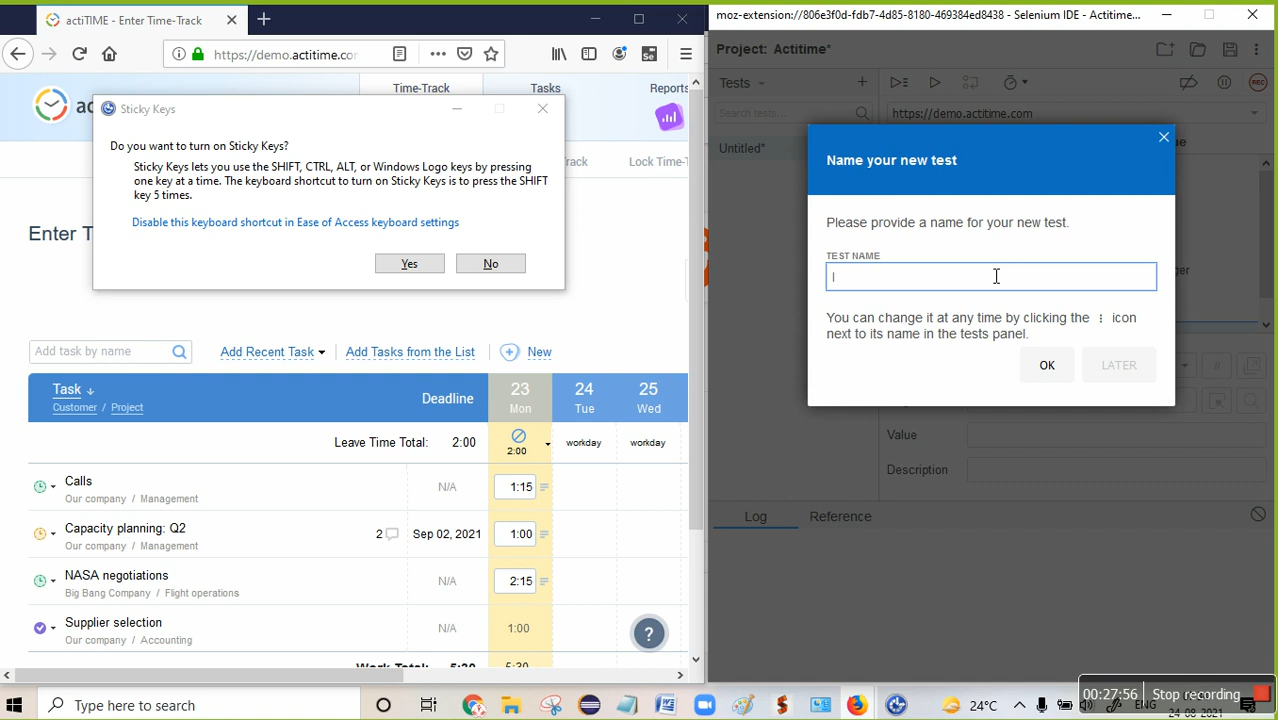 actiTIME - Enter Time-Track
https://demo.actitime.cor
Time-Track
Tasks
Reports
ac
rack
Lock Time-T
Sticky Keys
Do you want to turn on Sticky Keys?
Sticky Keys lets you use the SHIFT, CTRL, ALT, or Windows Logo keys by pressing
one key at a time. The keyboard shortcut to turn on Sticky Keys is to press the SHIFT
key 5 times.
Disable this keyboard shortcut in Ease of Access keyboard settings
Yes
No
Enter T
Add task by name
Add Recent Task
Add Tasks from the List
New
Task
Customer / Project
Deadline
23
Mon
24
Tue
25
Wed
Leave Time Total: 2:00
2:00
workday
workday
Calls
Our company / Management
N/A
1:15
Capacity planning: Q2
Our company / Management
2
Sep 02, 2021
1:00
NASA negotiations
Big Bang Company / Flight operations
N/A
2:15
Supplier selection
Our company / Accounting
N/A
1:00
?
moz-extension://806e3f0d-fdb7-4d85-8180-469384ed8438 - Selenium IDE - Actitime...
Project: Actitime*
Tests
REC
Search tests...
https://demo.actitime.com
Untitled*
Name your new test
Please provide a name for your new test.
TEST NAME
You can change it at any time by clicking the ⋮ icon
next to its name in the tests panel.
OK
LATER
ger
//
Value
Description
Log
Reference
Type here to search
24°C
ENG
24-08-2021
00:27:56
Stop recording